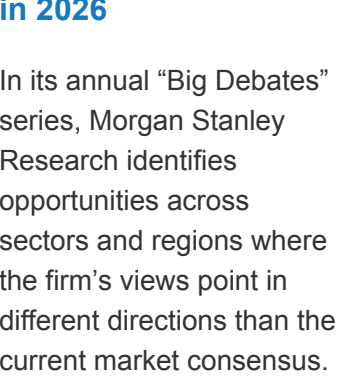 in 2026
In its annual “Big Debates”
series, Morgan Stanley
Research identifies
opportunities across
sectors and regions where
the firm’s views point in
different directions than the
current market consensus.